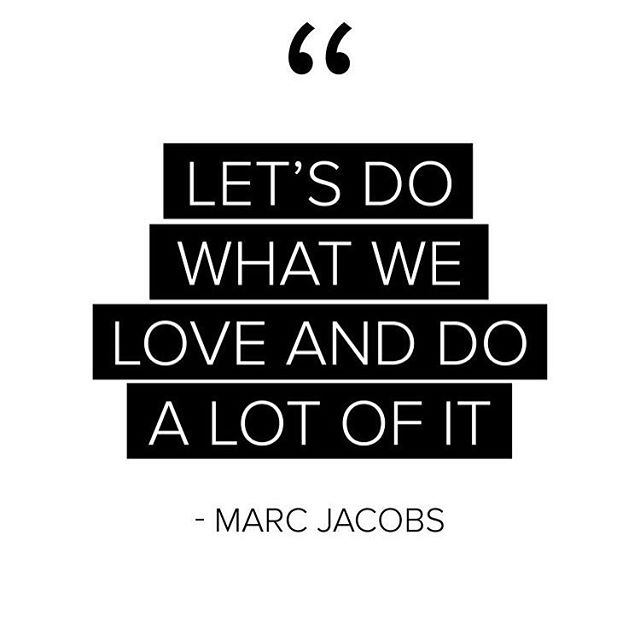 “
LET’S DO
WHAT WE
LOVE AND DO
A LOT OF IT
- MARC JACOBS